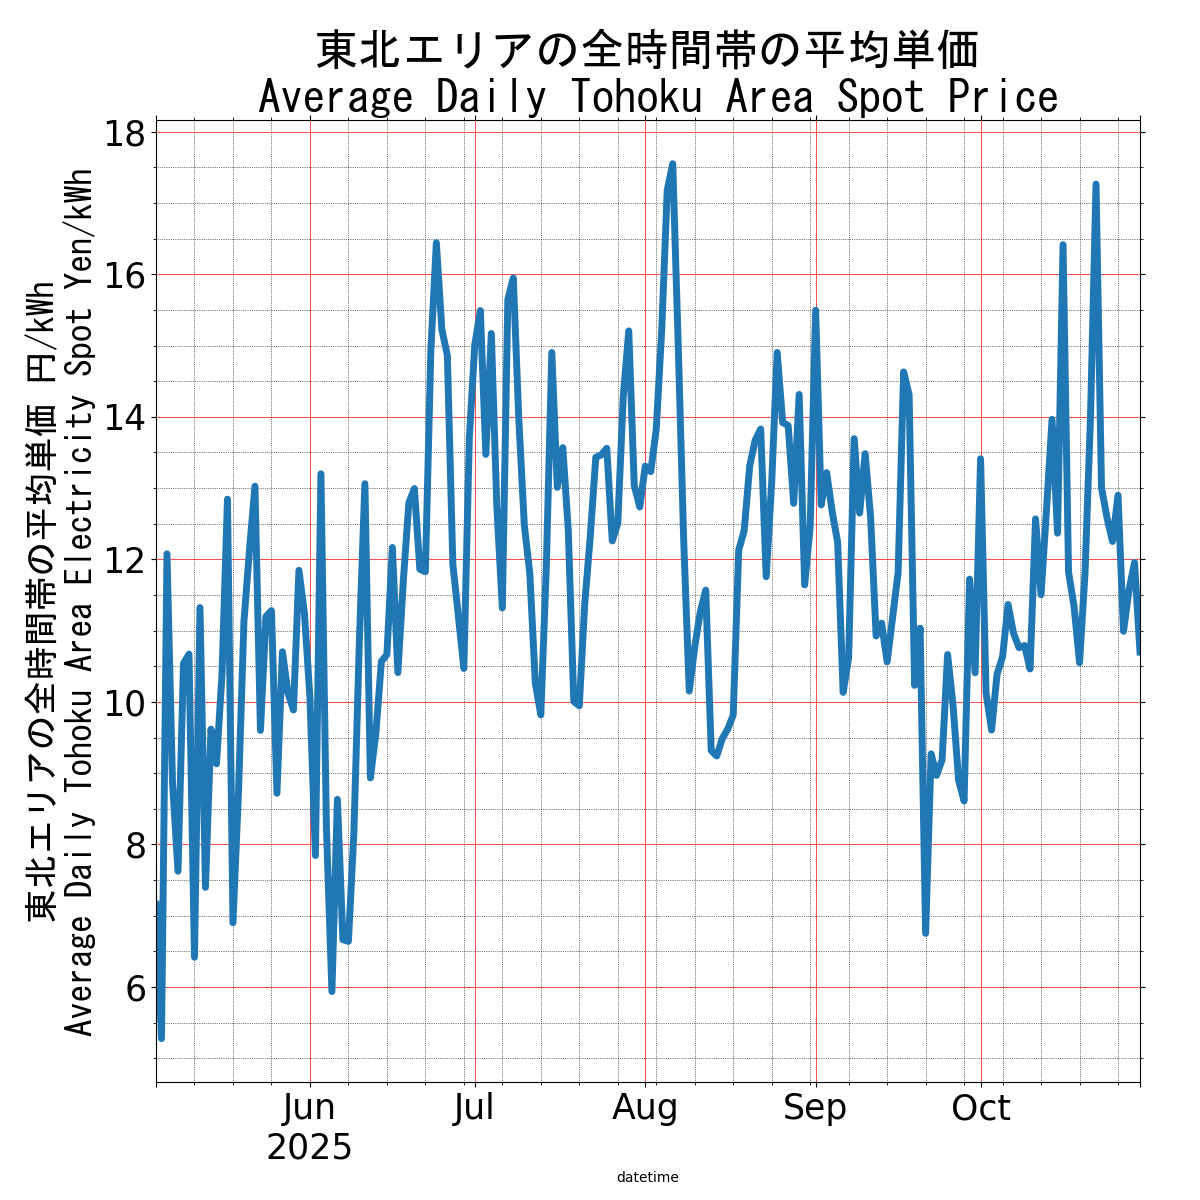 東北エリアの全時間帯の平均単価
Average Daily Tohoku Area Spot Price
東北エリアの全時間帯の平均単価 円/kWh
Average Daily Tohoku Area Electricity Spot Yen/kWh
18
16
14
12
10
8
6
Jun
2025
Jul
Aug
Sep
Oct
datetime